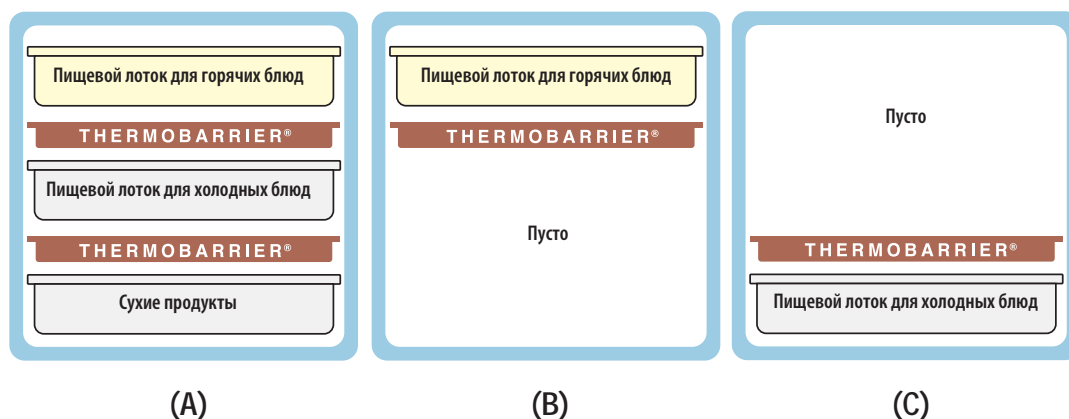 Пищевой лоток для горячих блюд
THERMOBARRIER®
Пищевой лоток для холодных блюд
THERMOBARRIER®
Сухие продукты
(A)
Пищевой лоток для горячих блюд
THERMOBARRIER®
Пусто
(B)
Пусто
THERMOBARRIER®
Пищевой лоток для холодных блюд
(C)